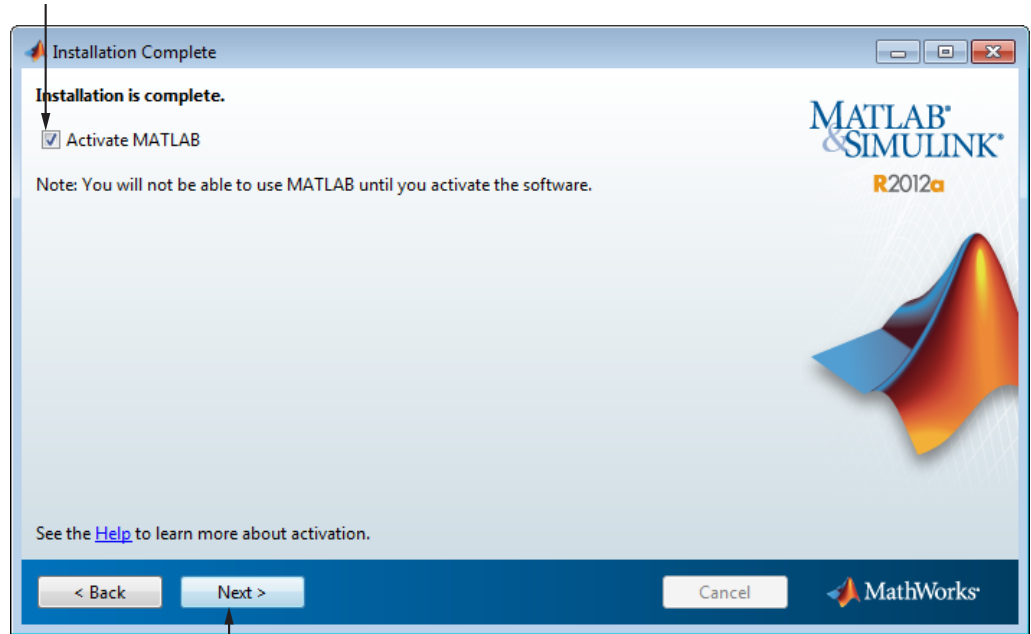 Installation Complete
Installation is complete.
Activate MATLAB
Note: You will not be able to use MATLAB until you activate the software.
MATLAB®
&SIMULINK®
R2012a
See the Help to learn more about activation.
< Back
Next >
Cancel
MathWorks®